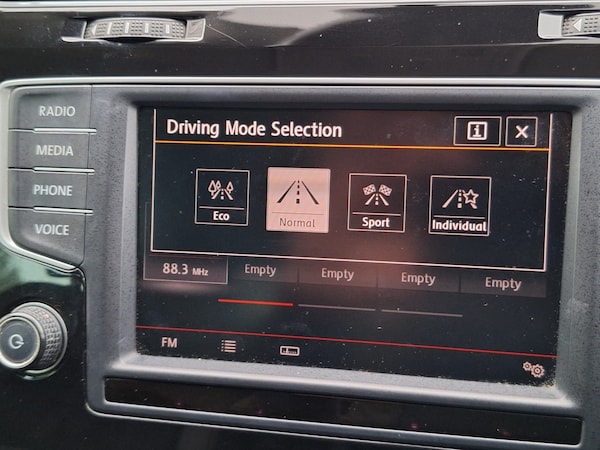 RADIO
MEDIA
PHONE
VOICE
Driving Mode Selection
Eco
Normal
Sport
Individual
88.3 MHz
Empty
Empty
Empty
Empty
FM